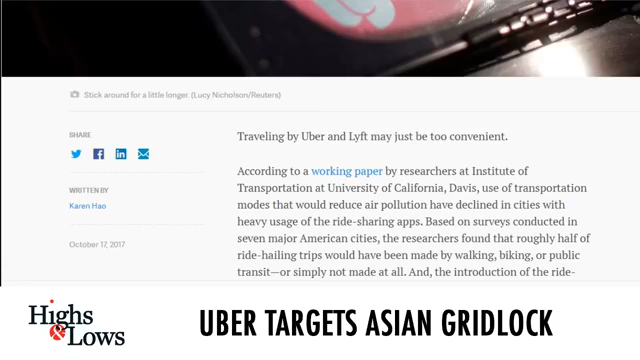 Stick around for a little longer. (Lucy Nicholson/Reuters)
SHARE
WRITTEN BY
Karen Hao
October 17, 2017
Traveling by Uber and Lyft may just be too convenient.
According to a working paper by researchers at Institute of
Transportation at University of California, Davis, use of transportation
modes that would reduce air pollution have declined in cities with
heavy usage of the ride-sharing apps. Based on surveys conducted in
seven major American cities, the researchers found that roughly half of
ride-hailing trips would have been made by walking, biking, or public
transit—or simply not made at all. And, the introduction of the ride-
Highs
& Lows
UBER TARGETS ASIAN GRIDLOCK